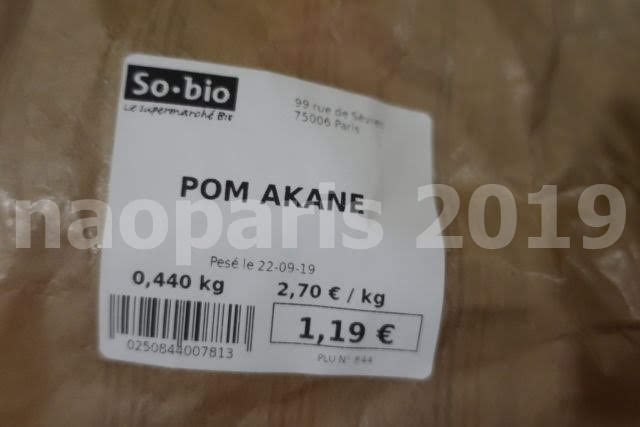 So•bio
Le supermarché Bio
99 rue de Sèvres
75006 Paris
POM AKANE
naoparis 2019
Pesé le 22-09-19
0,440 kg
2,70 € / kg
1,19 €
0250844007813
PLU N° 844